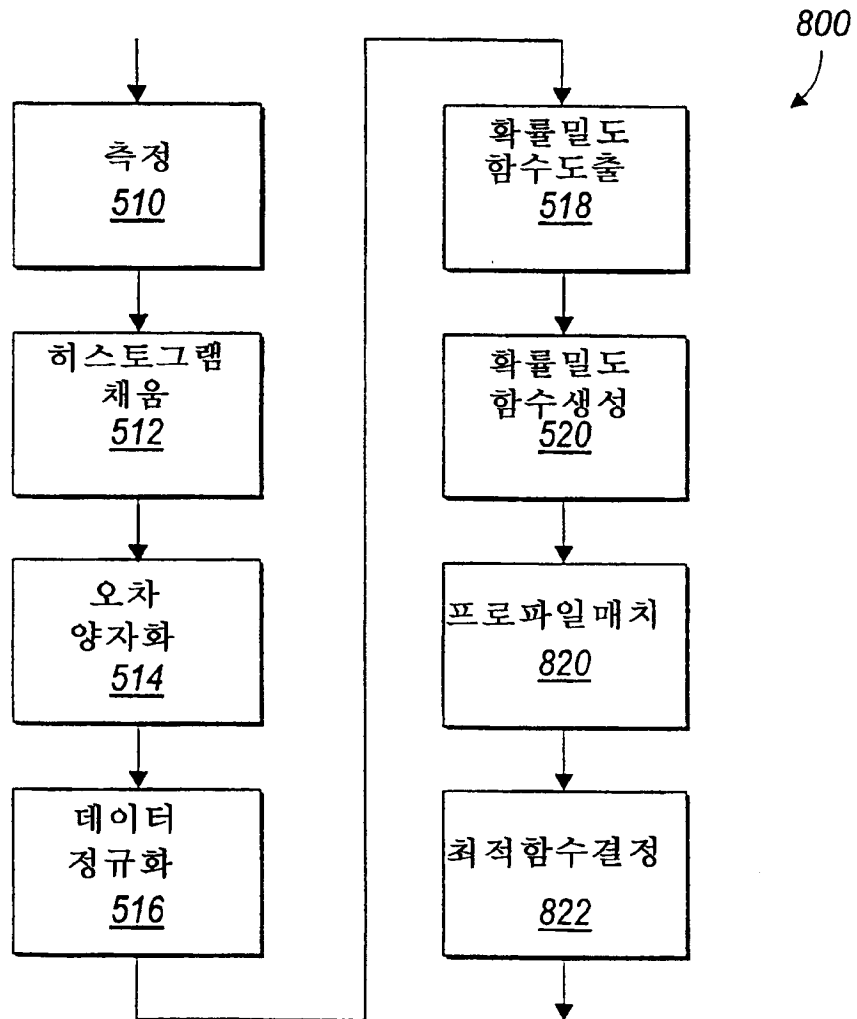 800
측정
510
히스토그램
채움
512
오차
양자화
514
데이터
정규화
516
확률밀도
함수도출
518
확률밀도
함수생성
520
프로파일매치
820
최적함수결정
822